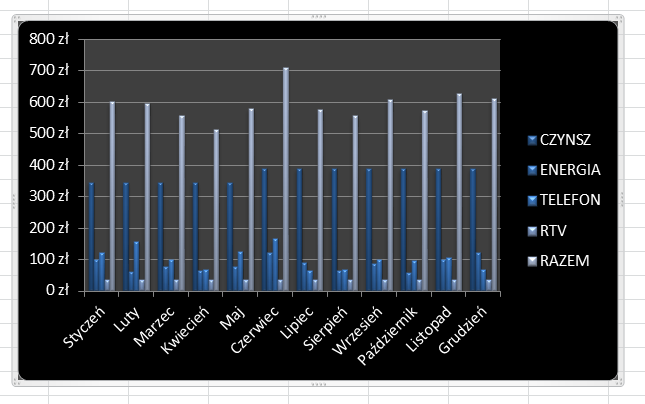 800 zł
700 zł
600 zł
500 zł
400 zł
300 zł
200 zł
100 zł
0 zł
Styczeń
Luty
Marzec
Kwiecień
Maj
Czerwiec
Lipiec
Sierpień
Wrzesień
Październik
Listopad
Grudzień
CZYNSZ
ENERGIA
TELEFON
RTV
RAZEM